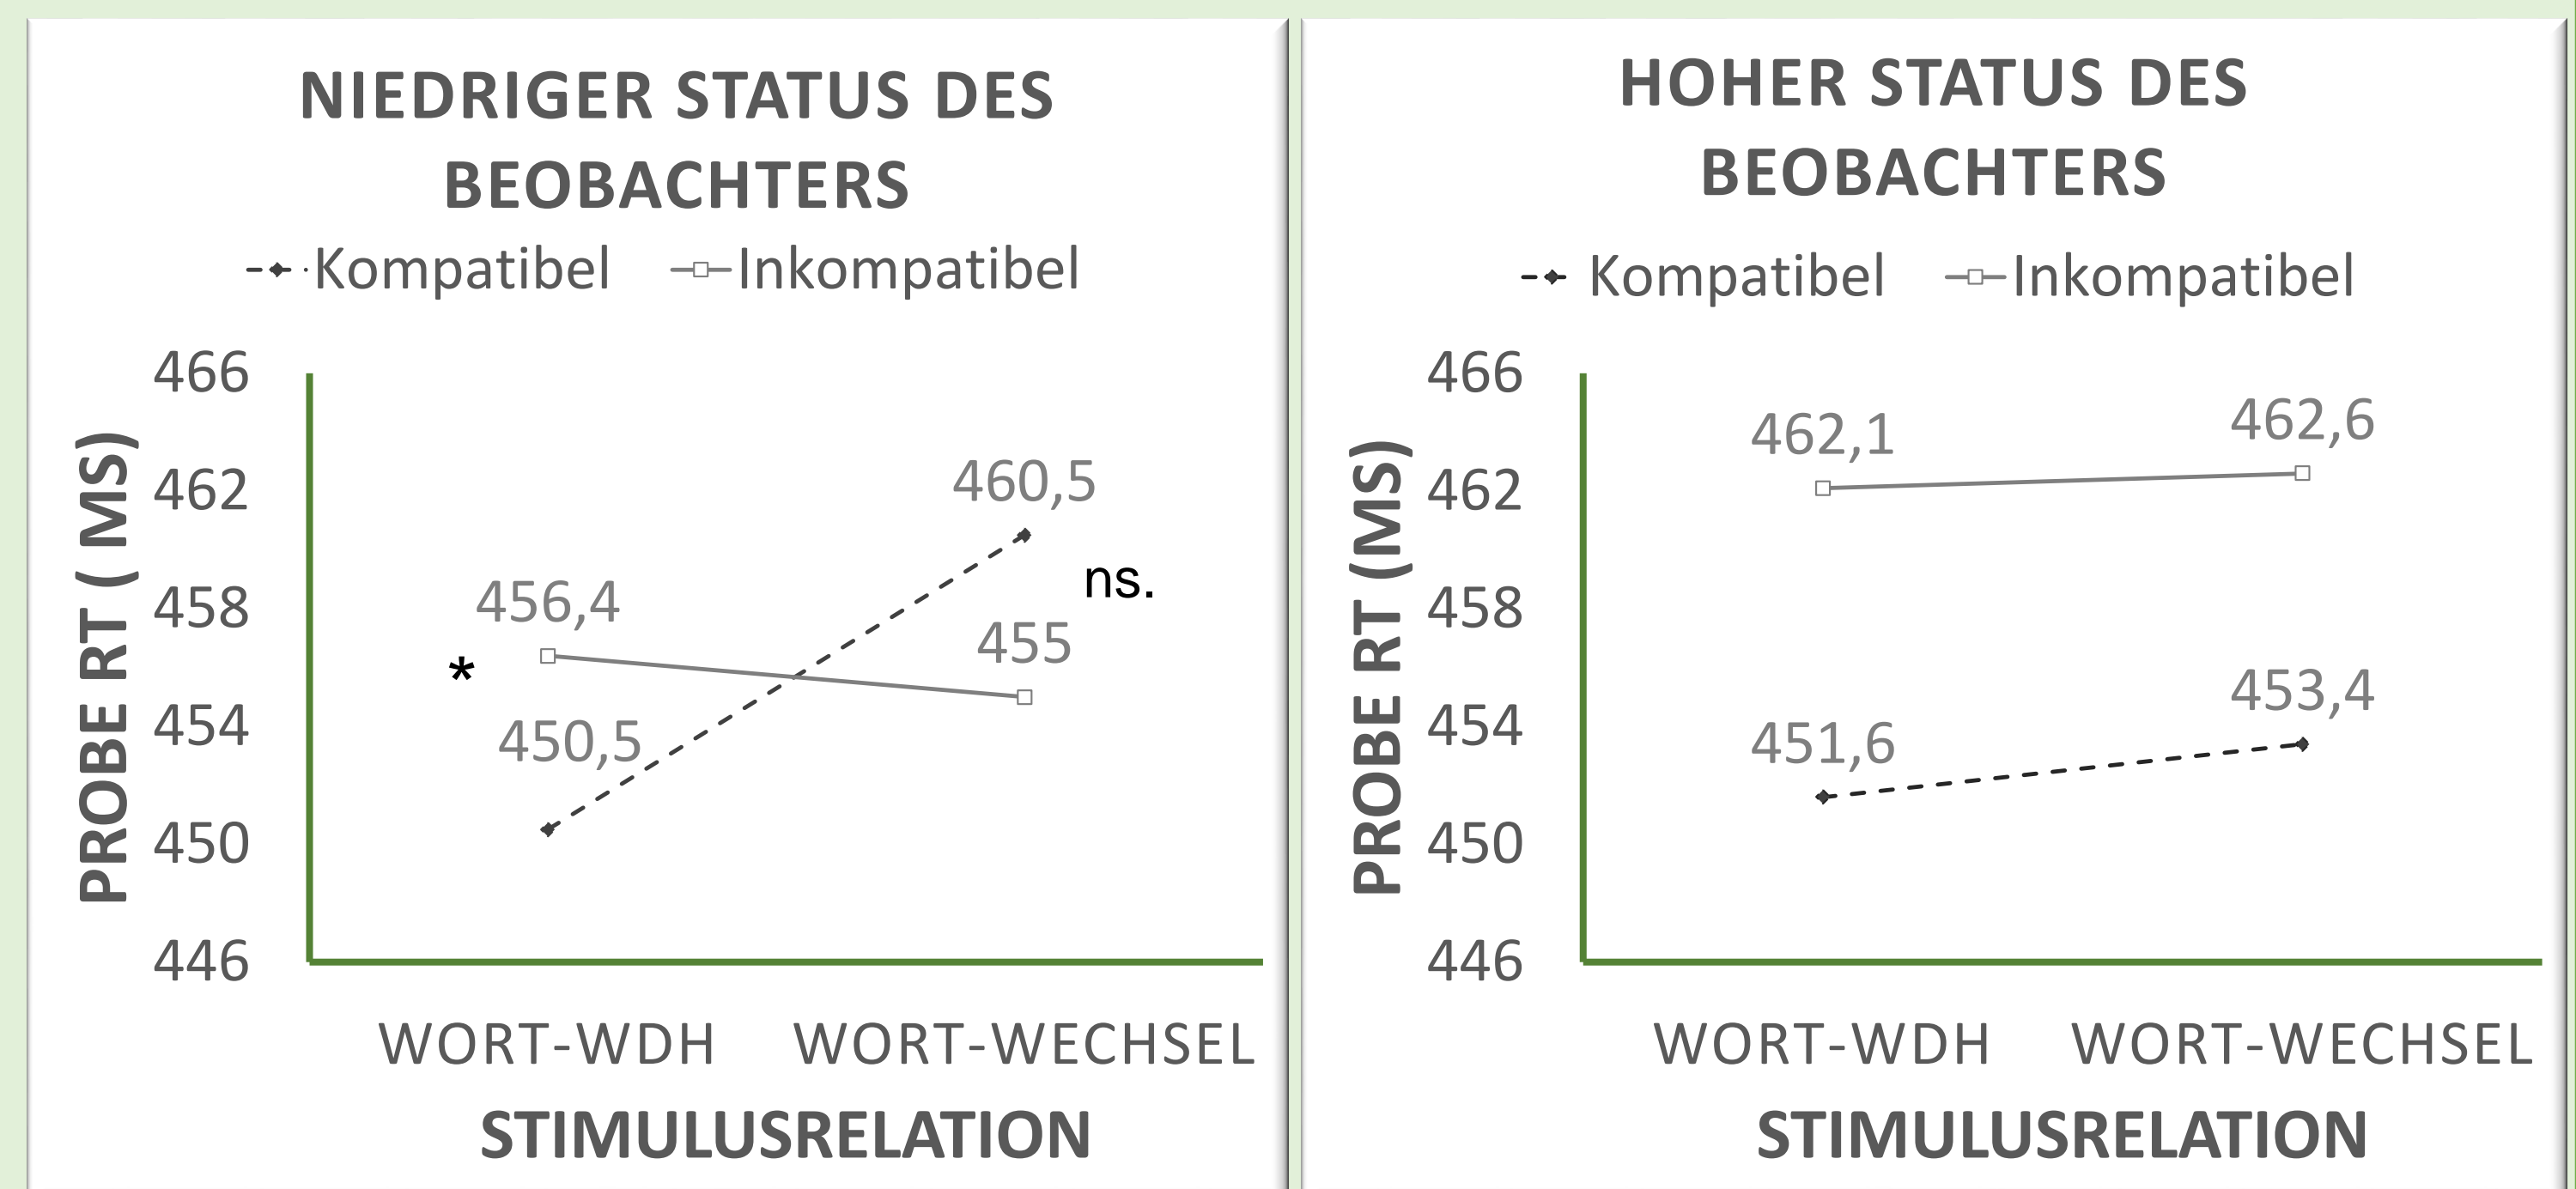 NIEDRIGER STATUS DES
BEOBACHTERS
Kompatibel Inkompatibel
PROBE RT ( MS)
466
462
458
454
450
446
460,5
ns.
456,4
455
*
450,5
WORT-WDH WORT-WECHSEL
STIMULUSRELATION
HOHER STATUS DES
BEOBACHTERS
Kompatibel Inkompatibel
PROBE RT (MS)
466
462
458
454
450
446
462,1
462,6
453,4
451,6
WORT-WDH WORT-WECHSEL
STIMULUSRELATION